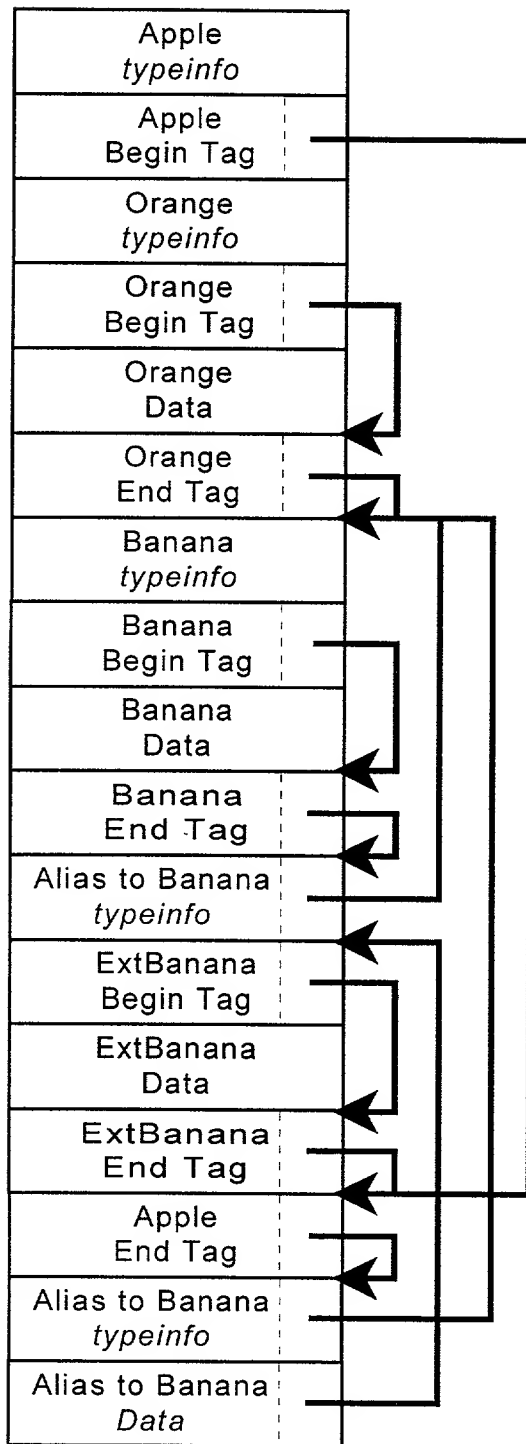 Apple
typeinfo
Apple
Begin Tag
Orange
typeinfo
Orange
Begin Tag
Orange
Data
Orange
End Tag
Banana
typeinfo
Banana
Begin Tag
Banana
Data
Banana
End Tag
Alias to Banana
typeinfo
ExtBanana
Begin Tag
ExtBanana
Data
ExtBanana
End Tag
Apple
End Tag
Alias to Banana
typeinfo
Alias to Banana
Data